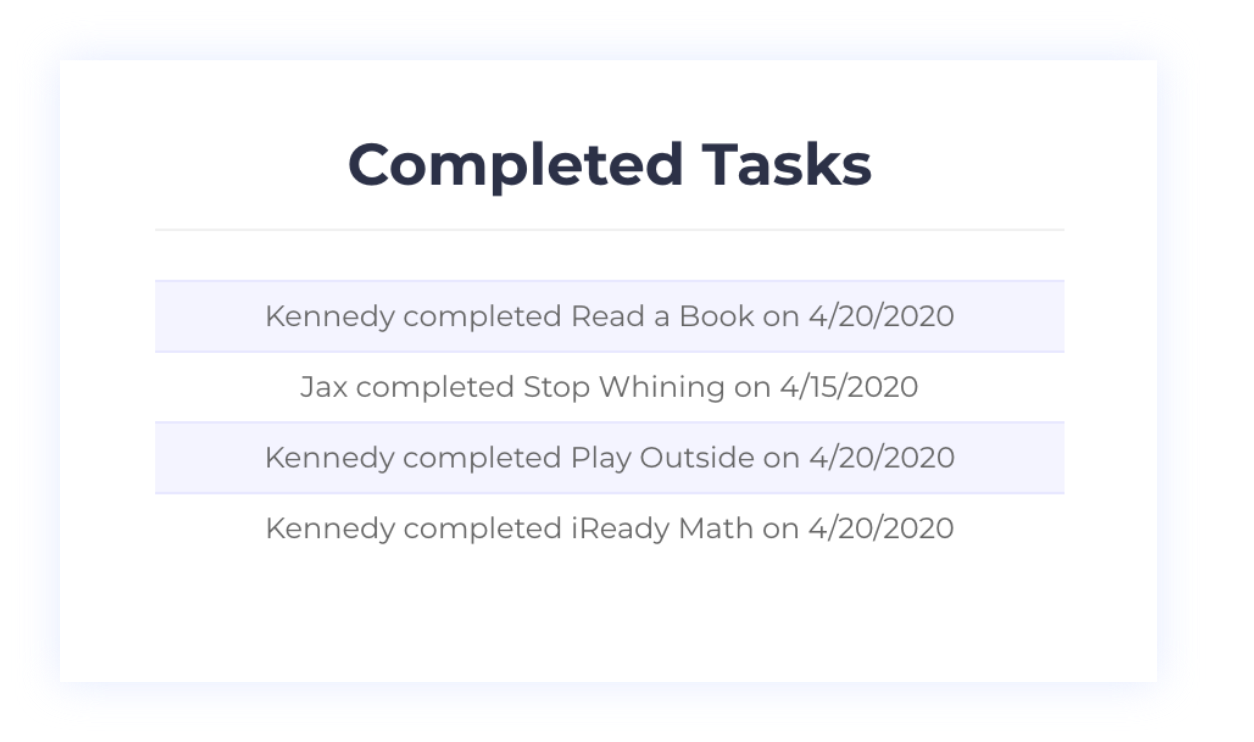 Completed Tasks
Kennedy completed Read a Book on 4/20/2020
Jax completed Stop Whining on 4/15/2020
Kennedy completed Play Outside on 4/20/2020
Kennedy completed iReady Math on 4/20/2020